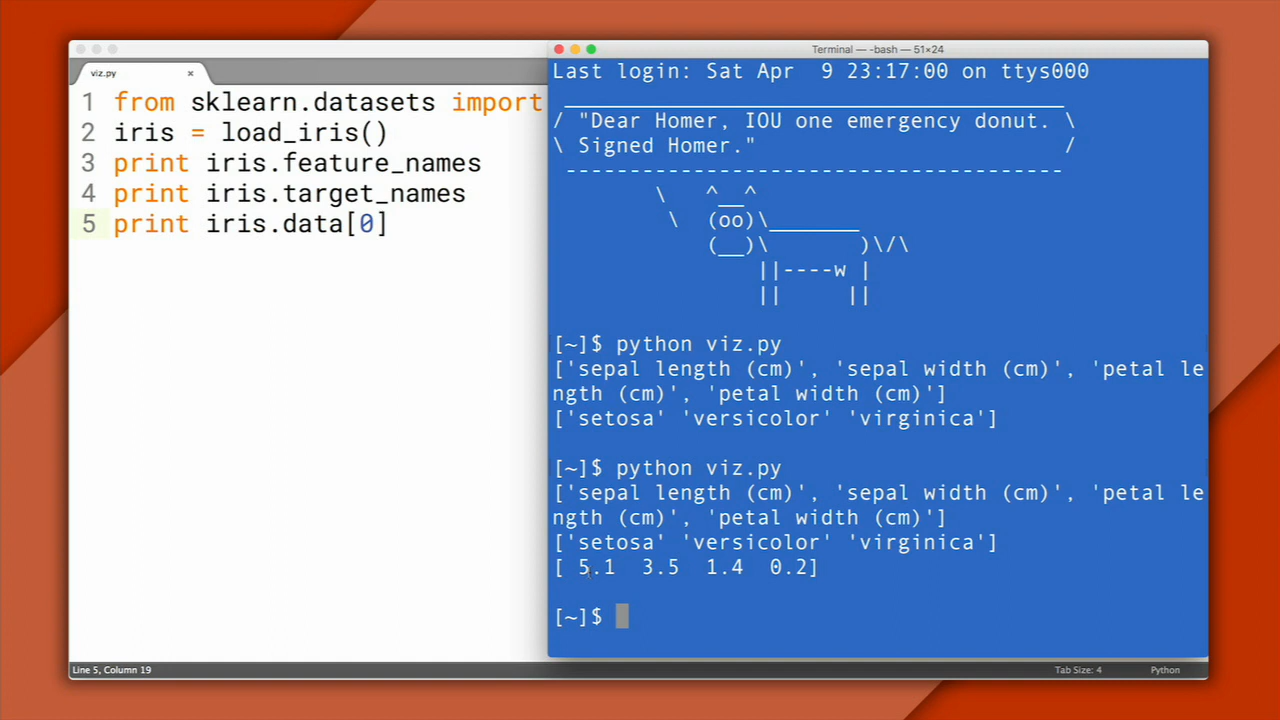 viz.py
1 from sklearn.datasets import
2 iris = load_iris()
3 print iris.feature_names
4 print iris.target_names
5 print iris.data[0]
Line 5, Column 19
Terminal — -bash — 51×24
Last login: Sat Apr  9 23:17:00 on ttys000
 _______________________________________
/ "Dear Homer, IOU one emergency donut. \
\ Signed Homer."                         /
 ---------------------------------------
        \   ^__^
         \  (oo)\_______
            (__)\       )\/\
                ||----w |
                ||     ||
[~]$ python viz.py
['sepal length (cm)', 'sepal width (cm)', 'petal le
ngth (cm)', 'petal width (cm)']
['setosa' 'versicolor' 'virginica']
[~]$ python viz.py
['sepal length (cm)', 'sepal width (cm)', 'petal le
ngth (cm)', 'petal width (cm)']
['setosa' 'versicolor' 'virginica']
[ 5.1  3.5  1.4  0.2]
[~]$
Tab Size: 4
Python